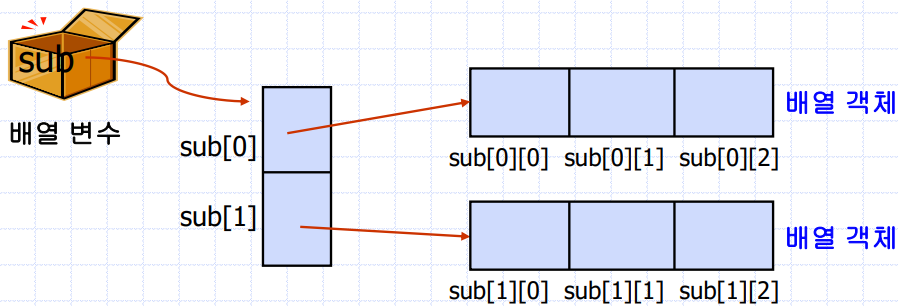 sub
배열 변수
sub[0]
sub[1]
배열 객체
sub[0][0] sub[0][1] sub[0][2]
배열 객체
sub[1][0] sub[1][1] sub[1][2]